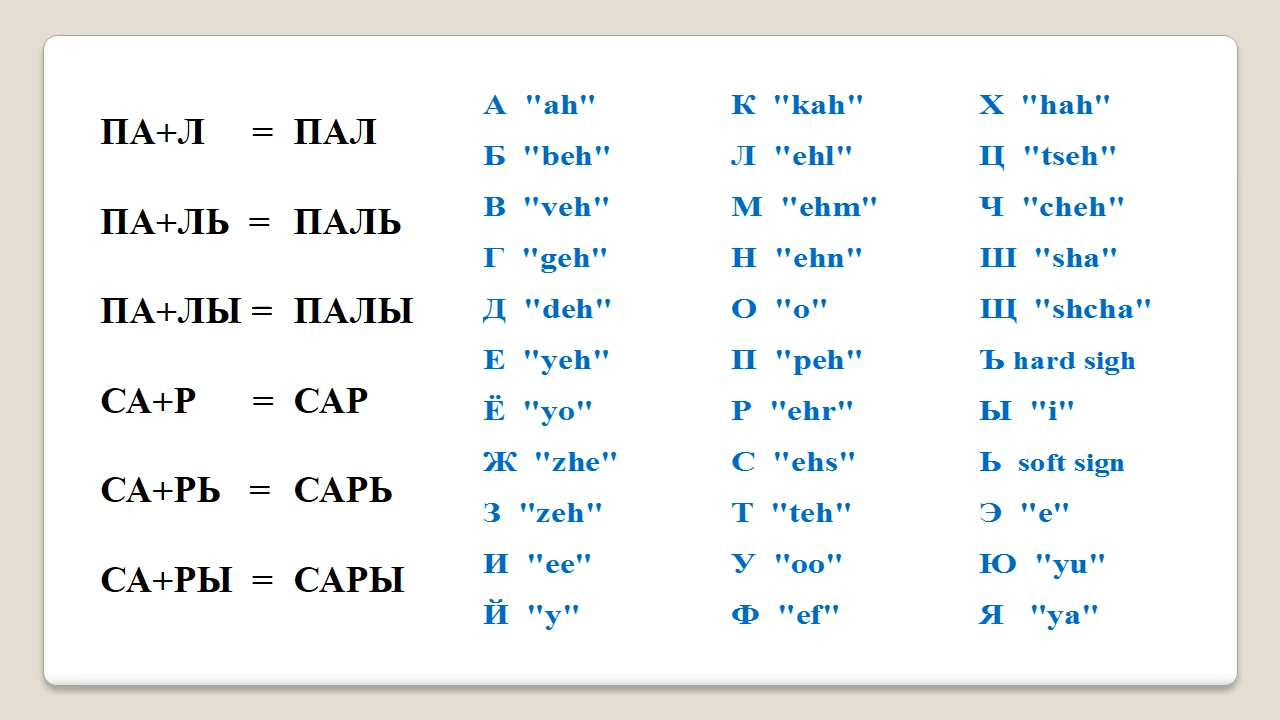 ПА+Л = ПАЛ
ПА+ЛЬ = ПАЛЬ
ПА+ЛЫ = ПАЛЫ
СА+Р = САР
СА+РЬ = САРЬ
СА+РЫ = САРЫ
А "ah"
Б "beh"
В "veh"
Г "geh"
Д "deh"
Е "yeh"
Ё "yo"
Ж "zhe"
З "zeh"
И "ee"
Й "y"
К "kah"
Л "ehl"
М "ehm"
Н "ehn"
О "o"
П "peh"
Р "ehr"
С "ehs"
Т "teh"
У "oo"
Ф "ef"
Х "hah"
Ц "tseh"
Ч "cheh"
Ш "sha"
Щ "shcha"
Ъ hard sigh
Ы "i"
Ь soft sign
Э "e"
Ю "yu"
Я "ya"